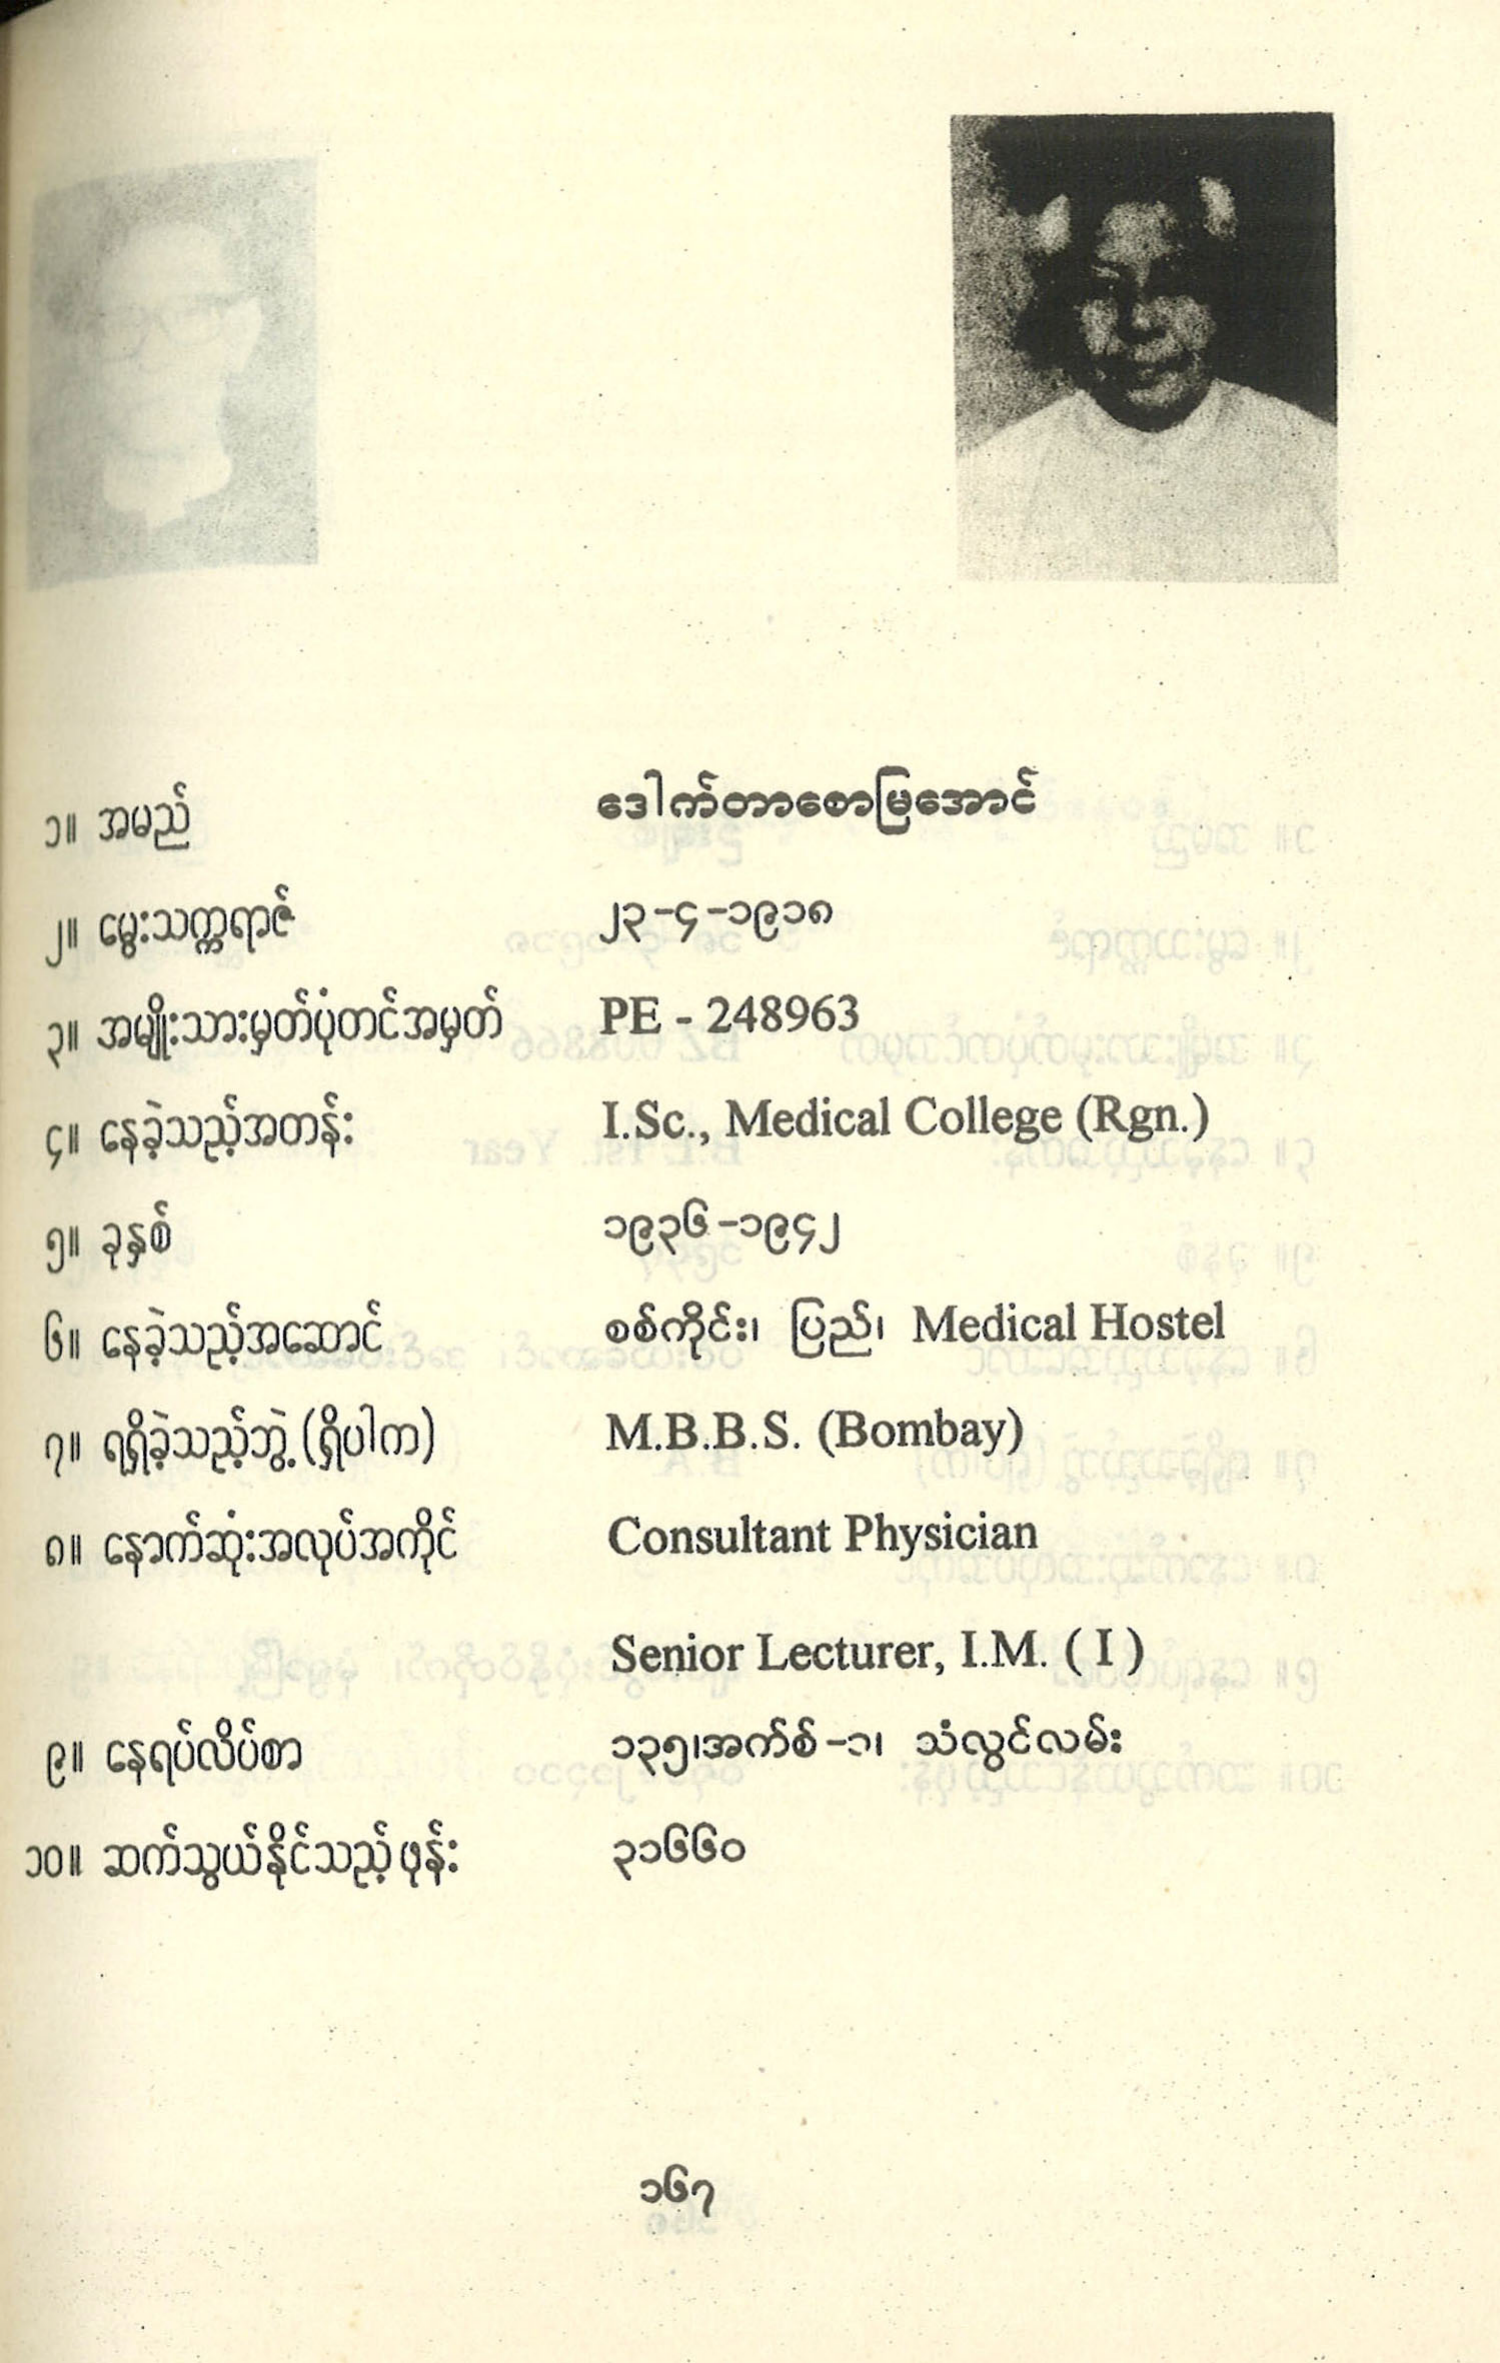 ၁။ အမည် ဒေါက်တာစောမြအောင်
၂။ မွေးသက္ကရာဇ် ၂၃-၄-၁၉၁၈
၃။ အမျိုးသားမှတ်ပုံတင်အမှတ် PE - 248963
၄။ နေခဲ့သည့်အတန်း I.Sc., Medical College (Rgn.)
၅။ ခုနှစ် ၁၉၃၆-၁၉၄၂
၆။ နေခဲ့သည့်အဆောင် စစ်ကိုင်း၊ ပြည်၊ Medical Hostel
၇။ ရရှိခဲ့သည့်ဘွဲ့(ရှိပါက) M.B.B.S. (Bombay)
၈။ နောက်ဆုံးအလုပ်အကိုင် Consultant Physician
Senior Lecturer, I.M. ( I )
၉။ နေရပ်လိပ်စာ ၁၃၅၊အက်စ်-၁၊ သံလွင်လမ်း
၁၀။ ဆက်သွယ်နိုင်သည့်ဖုန်း ၃၁၆၆၀
၁၆၇